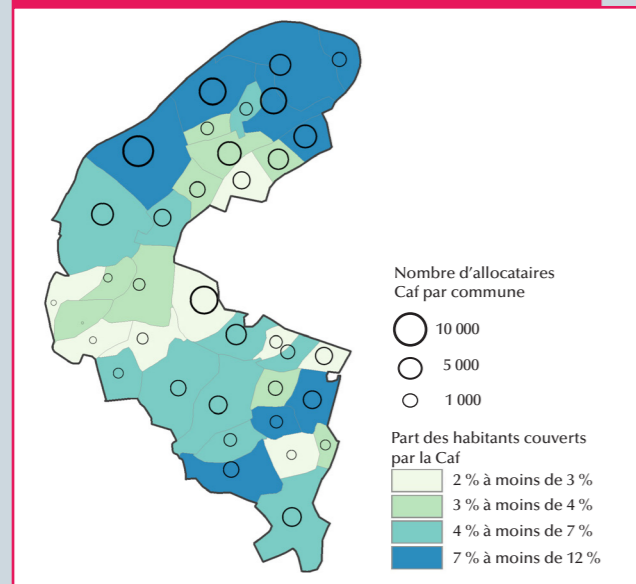 Nombre d'allocataires
Caf par commune
10 000
5 000
1 000
Part des habitants couverts
par la Caf
2 % à moins de 3 %
3 % à moins de 4 %
4 % à moins de 7 %
7 % à moins de 12 %